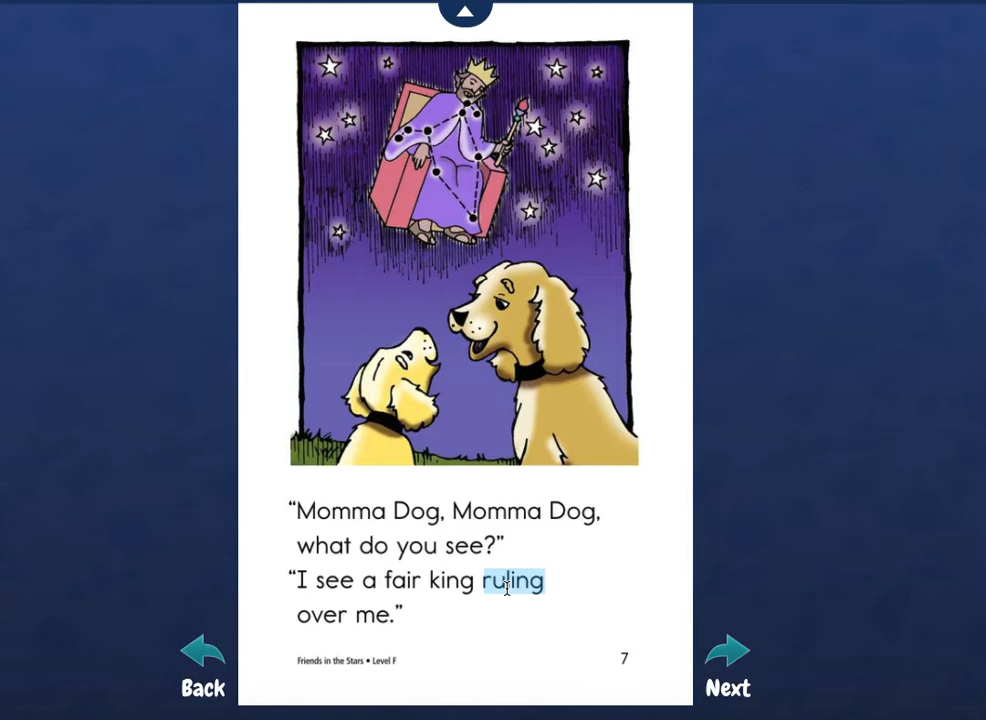 “Momma Dog, Momma Dog,
what do you see?”
“I see a fair king ruling
over me.”
Friends in the Stars • Level F
7
Back
Next